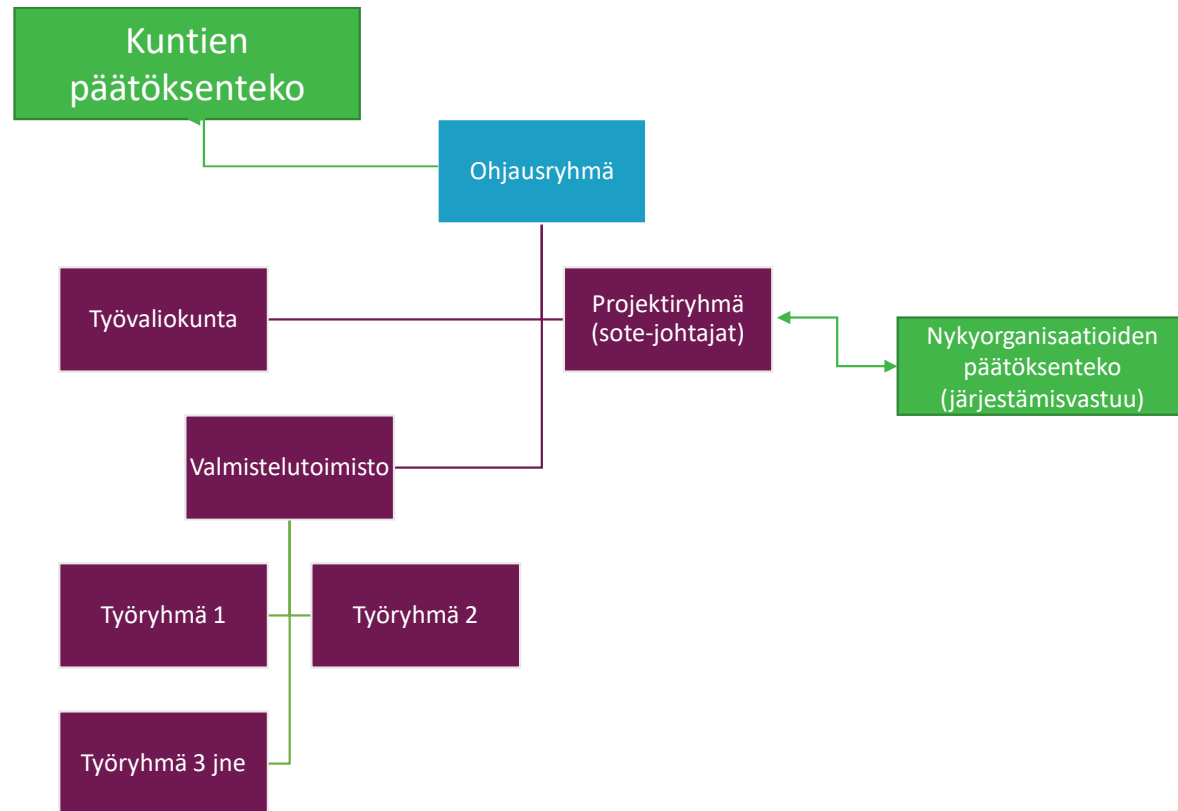 Kuntien
päätöksenteko
Ohjausryhmä
Työvaliokunta
Projektiryhmä
(sote-johtajat)
Nykyorganisaatioiden
päätöksenteko
(järjestämisvastuu)
Valmistelutoimisto
Työryhmä 1
Työryhmä 2
Työryhmä 3 jne